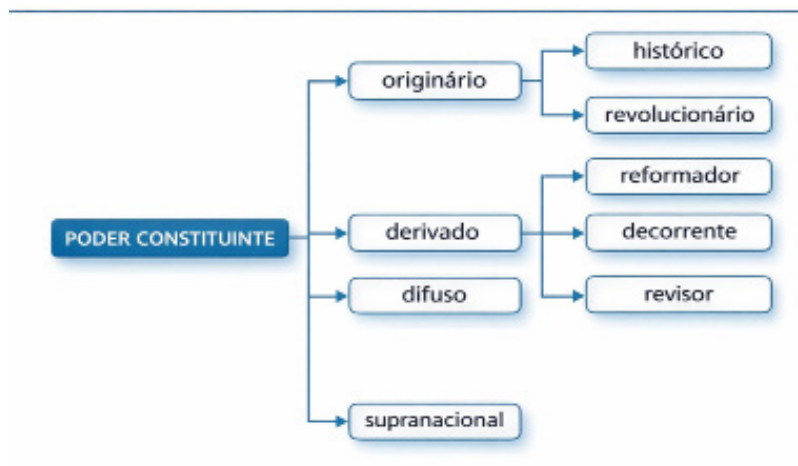 PODER CONSTITUINTE
originário
histórico
revolucionário
derivado
reformador
decorrente
revisor
difuso
supranacional